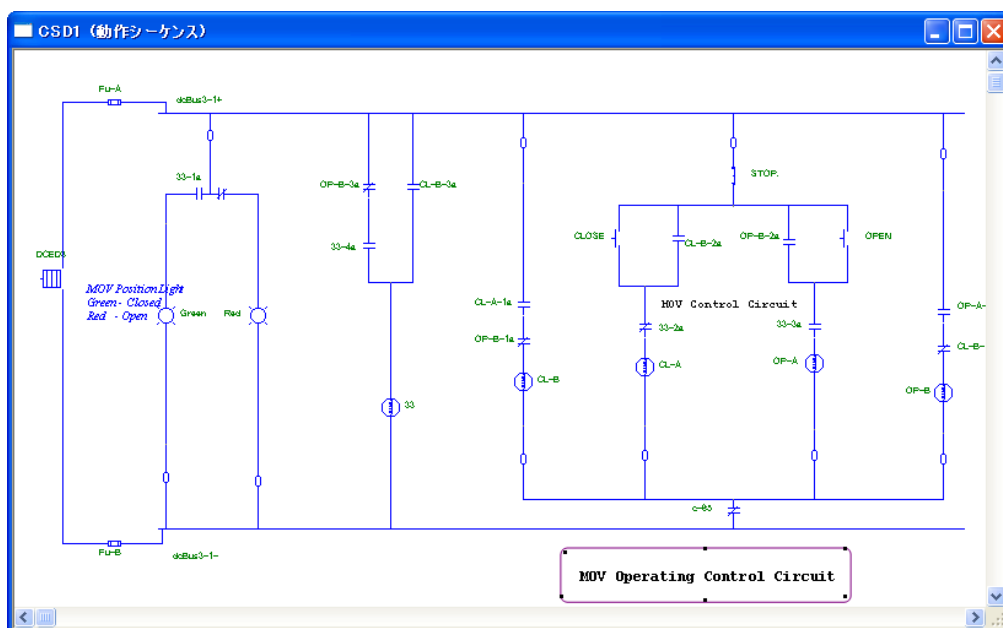 CSD1 (動作シーケンス)
Fu-A
dcBus3-1+
33-1a
OP-B-3a
CL-B-3a
STOP.
CLOSE
CL-B-2a
OP-B-2a
OPEN
33-4a
MOV Position Light
Green - Closed
Red - Open
Green
Red
MOV Control Circuit
CL-A-1a
OP-A-
33-2a
33-3a
OP-B-1a
CL-B-
CL-A
OP-A
CL-B
OP-B
33
Fu-B
dcBus3-1-
MOV Operating Control Circuit